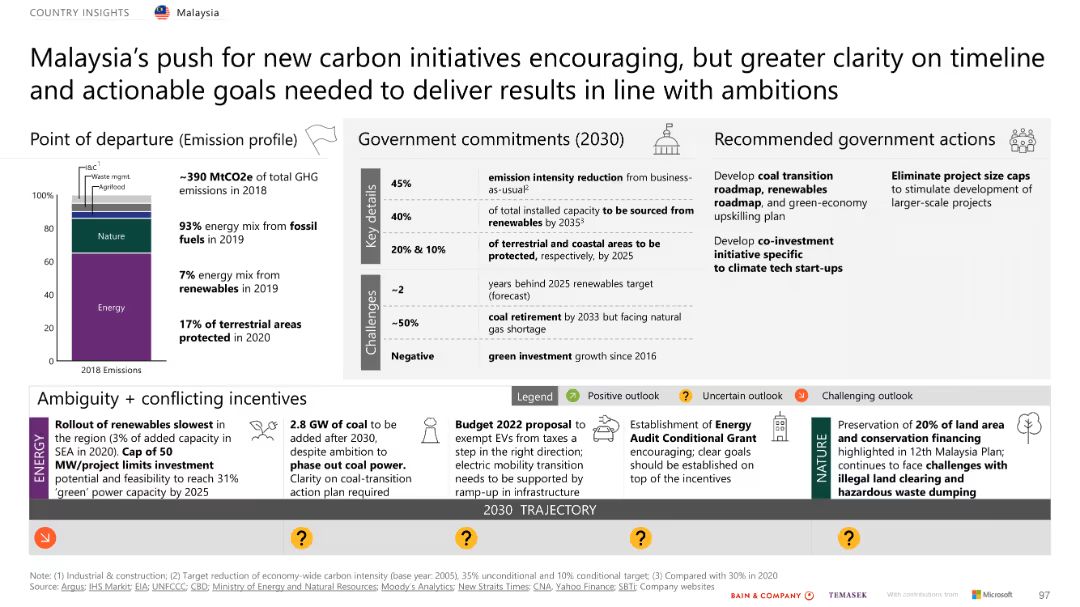 COUNTRY INSIGHTS
Malaysia
Malaysia's push for new carbon initiatives encouraging, but greater clarity on timeline
and actionable goals needed to deliver results in line with ambitions
Point of departure (Emission profile)
I&C1
Waste mgmt.
Agrifood
100%
80
60
40
20
0
Nature
Energy
2018 Emissions
~390 MtCO2e of total GHG
emissions in 2018
93% energy mix from fossil
fuels in 2019
7% energy mix from
renewables in 2019
17% of terrestrial areas
protected in 2020
Government commitments (2030)
Key details
45%
emission intensity reduction from business-
as-usual2
40%
of total installed capacity to be sourced from
renewables by 20353
20% & 10%
of terrestrial and coastal areas to be
protected, respectively, by 2025
Challenges
~2
years behind 2025 renewables target
(forecast)
~50%
coal retirement by 2033 but facing natural
gas shortage
Negative
green investment growth since 2016
Recommended government actions
Develop coal transition
roadmap, renewables
roadmap, and green-economy
upskilling plan
Develop co-investment
initiative specific
to climate tech start-ups
Eliminate project size caps
to stimulate development of
larger-scale projects
Ambiguity + conflicting incentives
Legend
Positive outlook
?
Uncertain outlook
Challenging outlook
ENERGY
Rollout of renewables slowest in
the region (3% of added capacity in
SEA in 2020). Cap of 50
MW/project limits investment
potential and feasibility to reach 31%
'green' power capacity by 2025
2.8 GW of coal to be
added after 2030,
despite ambition to
phase out coal power.
Clarity on coal-transition
action plan required
Budget 2022 proposal to
exempt EVs from taxes a
step in the right direction;
electric mobility transition
needs to be supported by
ramp-up in infrastructure
Establishment of Energy
Audit Conditional Grant
encouraging; clear goals
should be established on
top of the incentives
NATURE
Preservation of 20% of land area
and conservation financing
highlighted in 12th Malaysia Plan;
continues to face challenges with
illegal land clearing and
hazardous waste dumping
2030 TRAJECTORY
?
?
?
?
Note: (1) Industrial & construction; (2) Target reduction of economy-wide carbon intensity (base year: 2005), 35% unconditional and 10% conditional target; (3) Compared with 30% in 2020
Source: Argus; IHS Markit; EIA; UNFCCC; CBD; Ministry of Energy and Natural Resources; Moody's Analytics; New Straits Times; CNA, Yahoo Finance; SBTi; Company websites
BAIN & COMPANY
TEMASEK
With contributions from
Microsoft
97